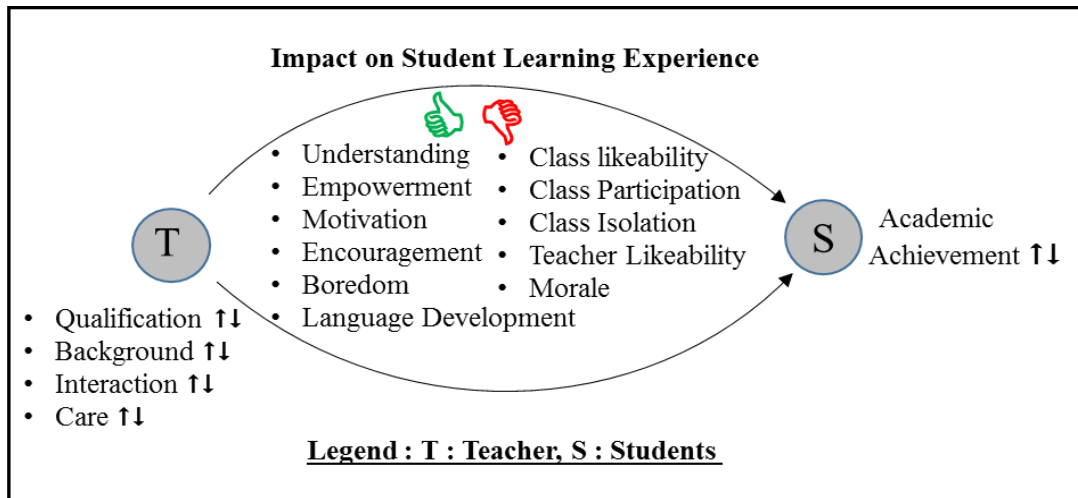 Impact on Student Learning Experience
• Understanding
• Empowerment
• Motivation
• Encouragement
• Boredom
• Language Development
• Class likeability
• Class Participation
• Class Isolation
• Teacher Likeability
• Morale
T
• Qualification ↑↓
• Background ↑↓
• Interaction ↑↓
• Care ↑↓
S
Academic
Achievement ↑↓
Legend : T : Teacher, S : Students